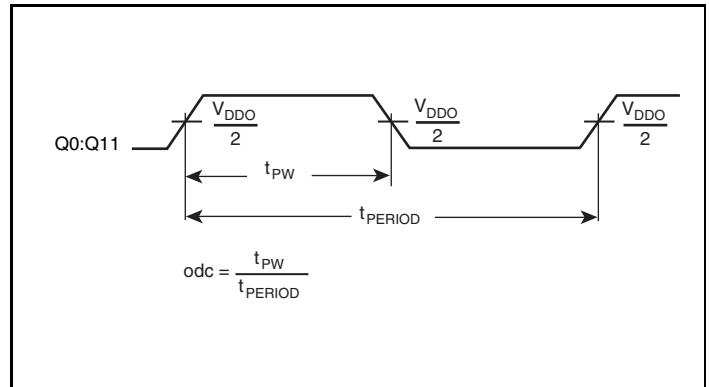 V_DDO
2
V_DDO
2
V_DDO
2
Q0:Q11
t_PW
t_PERIOD
odc = t_PW
t_PERIOD